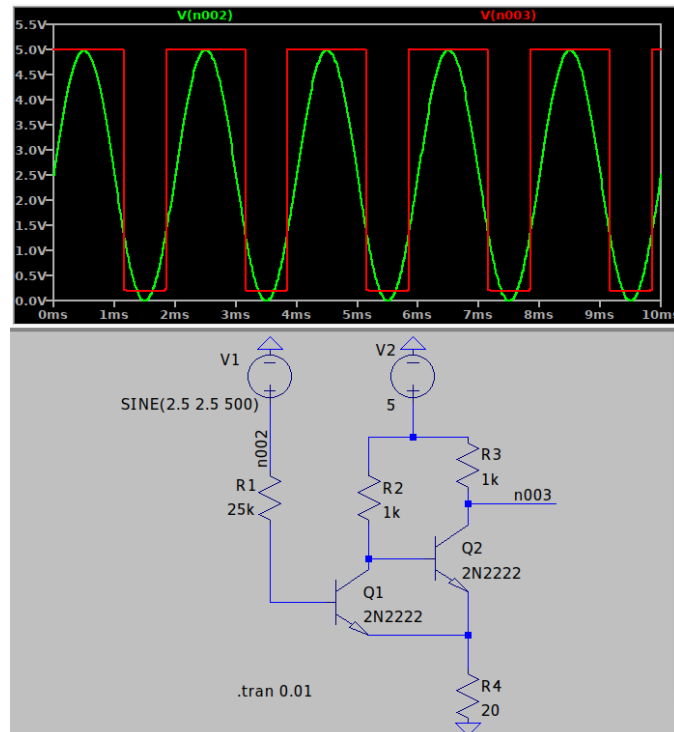 V(n002) V(n003)
5.5V
5.0V
4.5V
4.0V
3.5V
3.0V
2.5V
2.0V
1.5V
1.0V
0.5V
0.0V
0ms 1ms 2ms 3ms 4ms 5ms 6ms 7ms 8ms 9ms 10ms
V1 V2
SINE(2.5 2.5 500) 5
n002
R1
25k
R2
1k
R3
1k
n003
Q2
2N2222
Q1
2N2222
.tran 0.01
R4
20